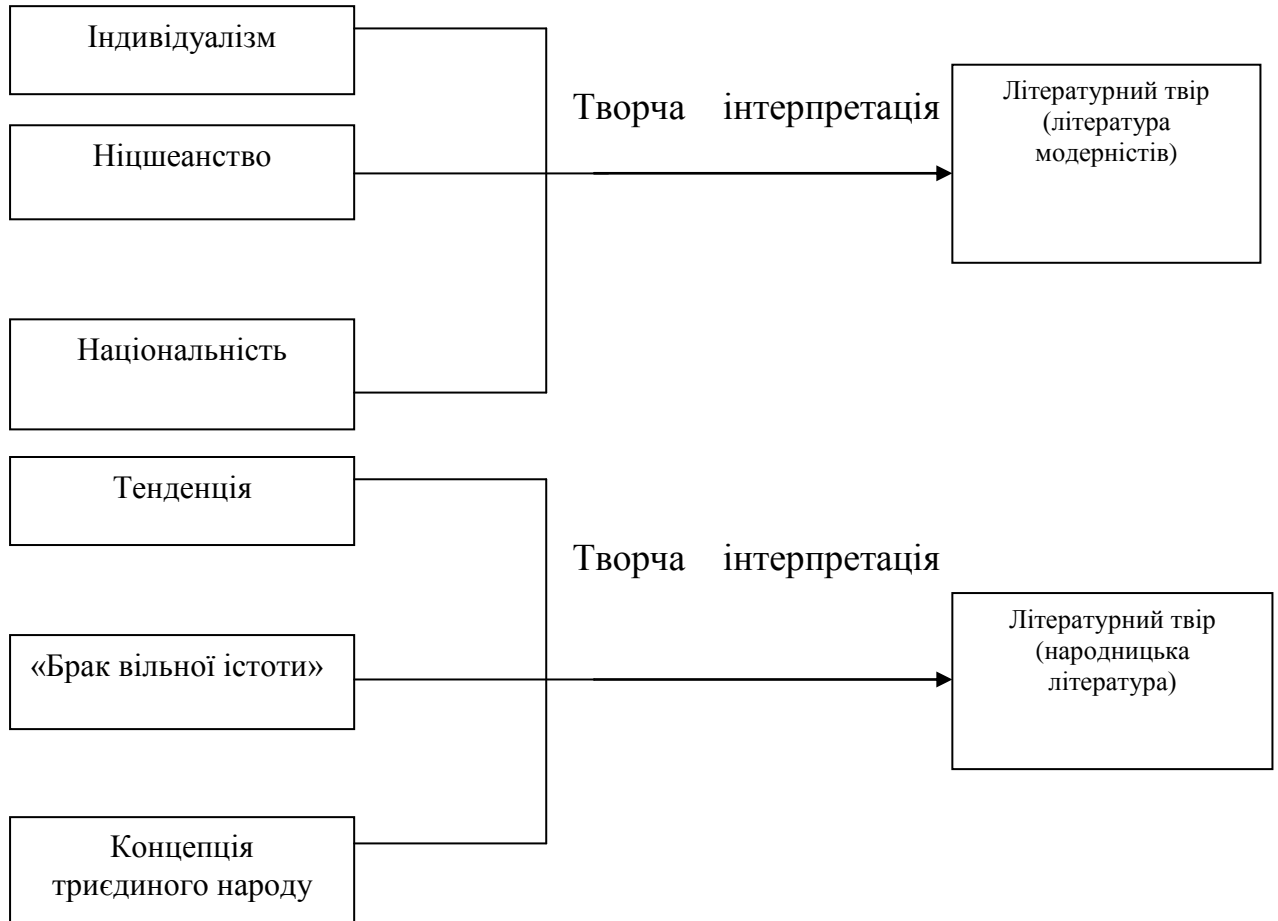 Індивідуалізм
Ніцшеанство
Національність
Творча інтерпретація
Літературний твір
(література
модерністів)
Тенденція
«Брак вільної істоти»
Концепція
триєдиного народу
Творча інтерпретація
Літературний твір
(народницька
література)